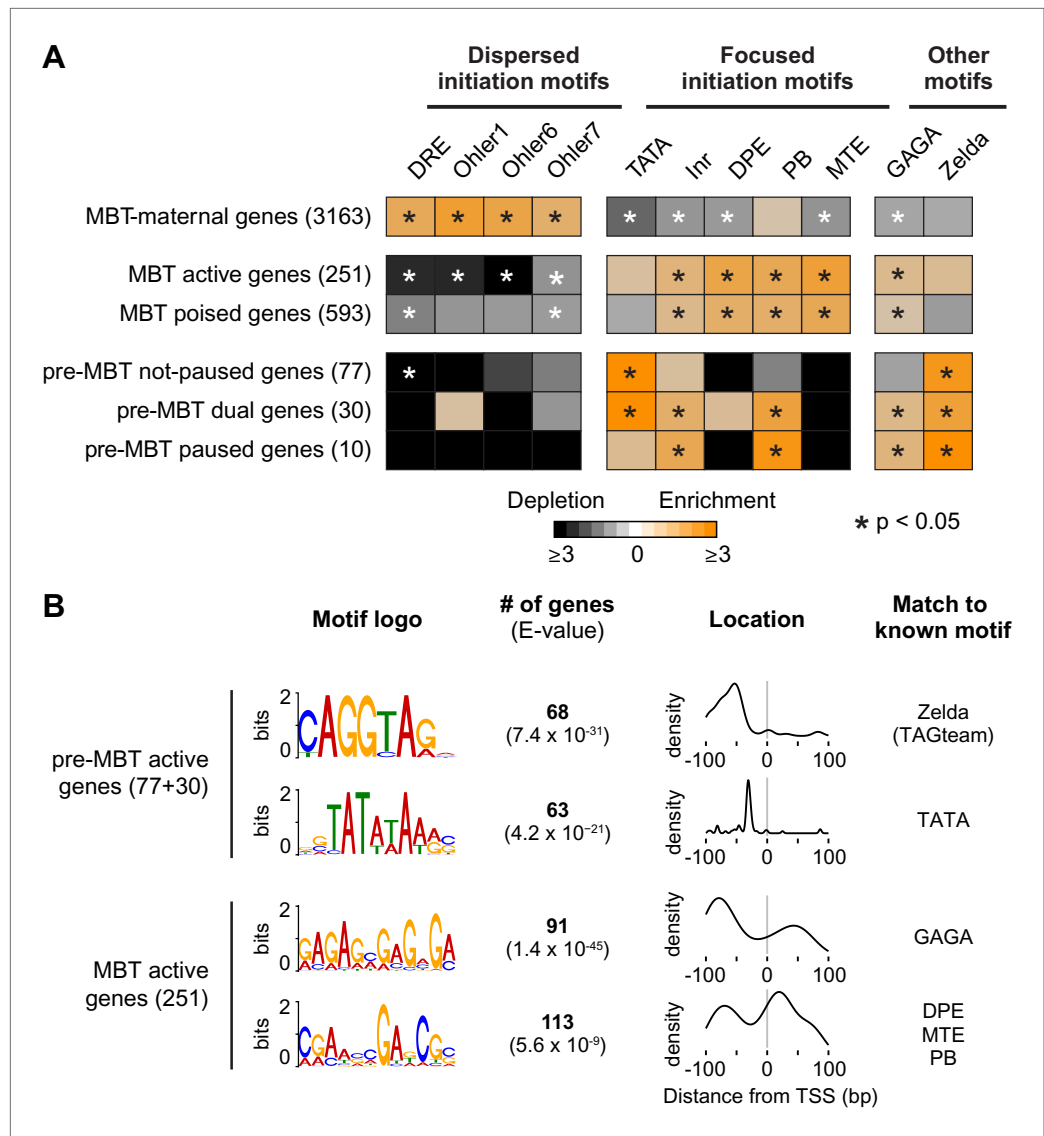 A
Dispersed initiation motifs
Focused initiation motifs
Other motifs
DRE
Ohler1
Ohler6
Ohler7
TATA
Inr
DPE
PB
MTE
GAGA
Zelda
MBT-maternal genes (3163)
* * * * * * * * *
MBT active genes (251)
* * * * * * * * *
MBT poised genes (593)
* * * * * * *
pre-MBT not-paused genes (77)
* * *
pre-MBT dual genes (30)
* * * * *
pre-MBT paused genes (10)
* * * *
Depletion Enrichment
≥3 0 ≥3
* p < 0.05
B
Motif logo
# of genes (E-value)
Location
Match to known motif
pre-MBT active genes (77+30)
2
bits
0
CAGGTAG
68
(7.4 x 10⁻³¹)
density
-100 0 100
Zelda
(TAGteam)
2
bits
0
TATATAA
63
(4.2 x 10⁻²¹)
density
-100 0 100
TATA
MBT active genes (251)
2
bits
0
GAGAGCGAGAGA
91
(1.4 x 10⁻⁴⁵)
density
-100 0 100
GAGA
2
bits
0
CGAACCGAGCGC
113
(5.6 x 10⁻⁹)
density
-100 0 100
Distance from TSS (bp)
DPE
MTE
PB